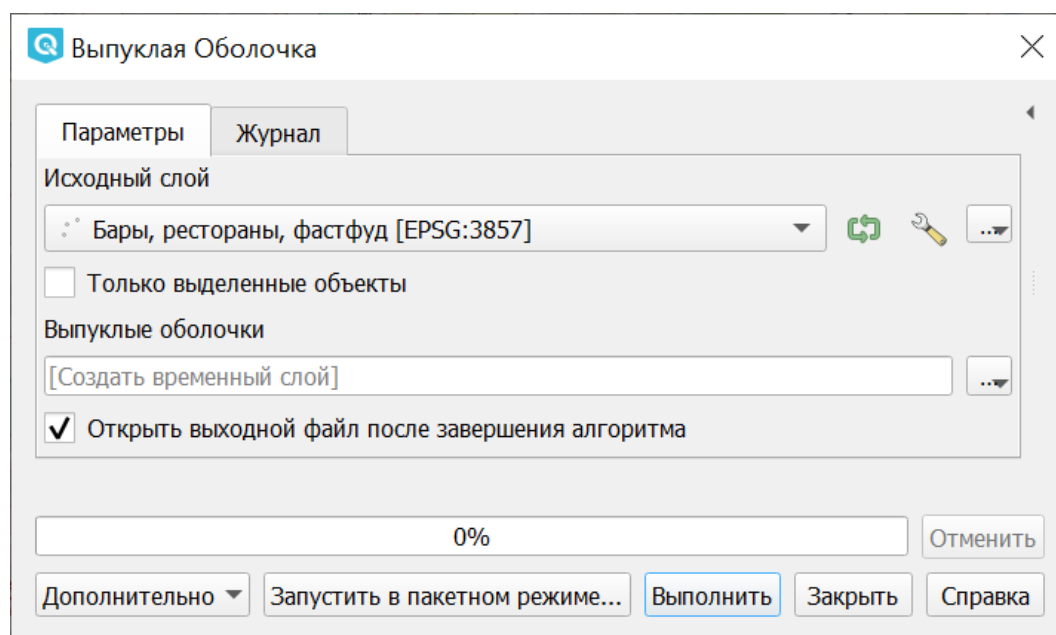 Выпуклая Оболочка
Параметры Журнал
Исходный слой
Бары, рестораны, фастфуд [EPSG:3857]
...
Только выделенные объекты
Выпуклые оболочки
[Создать временный слой]
...
Открыть выходной файл после завершения алгоритма
0%
Отменить
Дополнительно Запустить в пакетном режиме... Выполнить Закрыть Справка